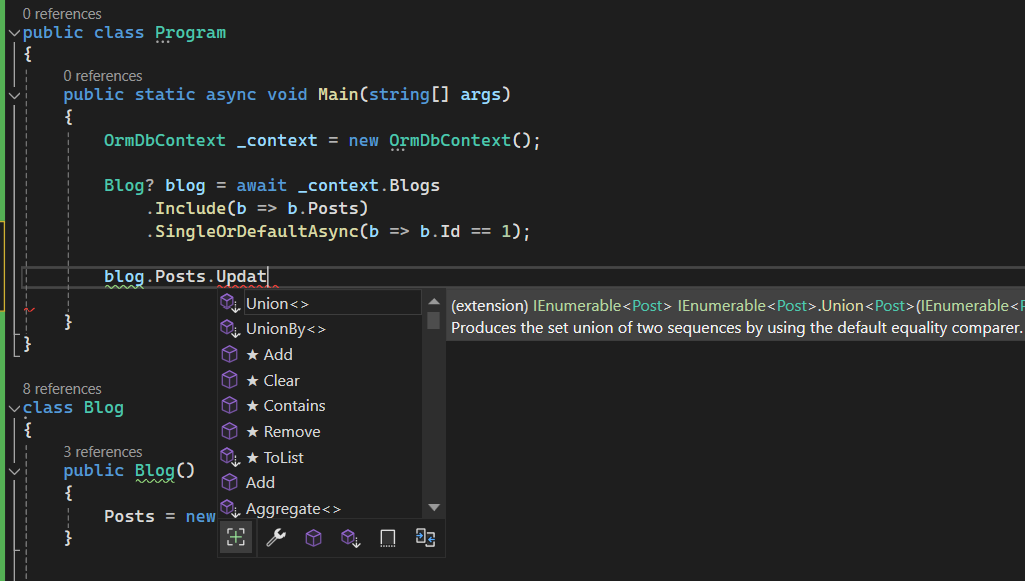 0 references
public class Program
{
0 references
public static async void Main(string[] args)
{
OrmDbContext _context = new OrmDbContext();
Blog? blog = await _context.Blogs
.Include(b => b.Posts)
.SingleOrDefaultAsync(b => b.Id == 1);
blog.Posts.Updat
Union<>
(extension) IEnumerable<Post> IEnumerable<Post>.Union<Post>(IEnumerable<P
UnionBy<>
Produces the set union of two sequences by using the default equality comparer.
★ Add
★ Clear
★ Contains
★ Remove
★ ToList
Add
Aggregate<>
}
}
8 references
class Blog
{
3 references
public Blog()
{
Posts = new
}